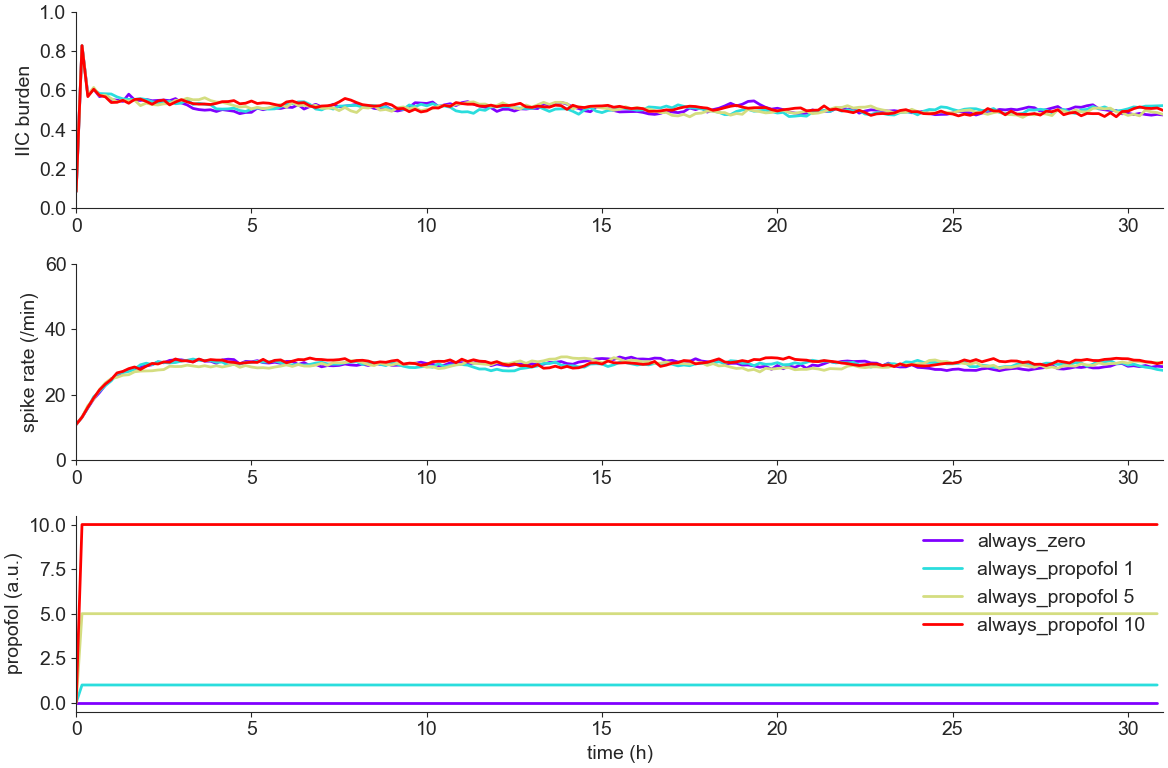 IIC burden
1.0
0.8
0.6
0.4
0.2
0.0
0 5 10 15 20 25 30
spike rate (/min)
60
40
20
0
0 5 10 15 20 25 30
propofol (a.u.)
10.0
7.5
5.0
2.5
0.0
always_zero
always_propofol 1
always_propofol 5
always_propofol 10
0 5 10 15 20 25 30
time (h)